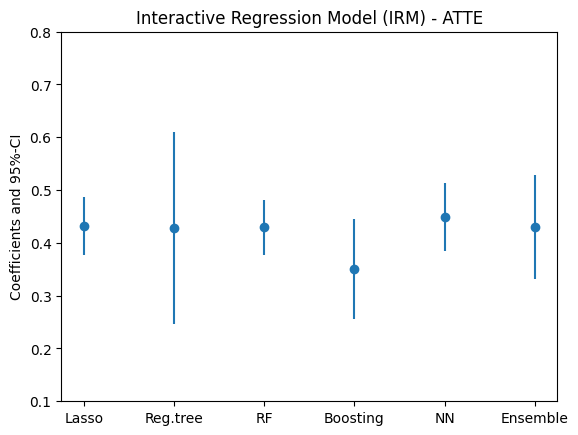 Interactive Regression Model (IRM) - ATTE
Coefficients and 95%-CI
0.8
0.7
0.6
0.5
0.4
0.3
0.2
0.1
Lasso Reg.tree RF Boosting NN Ensemble